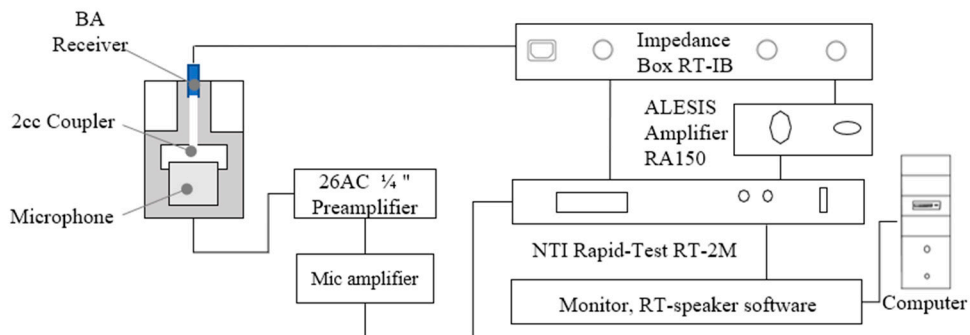 BA
Receiver
2cc Coupler
Microphone
26AC ¼ "
Preamplifier
Mic amplifier
Impedance
Box RT-IB
ALESIS
Amplifier
RA150
NTI Rapid-Test RT-2M
Monitor, RT-speaker software
Computer